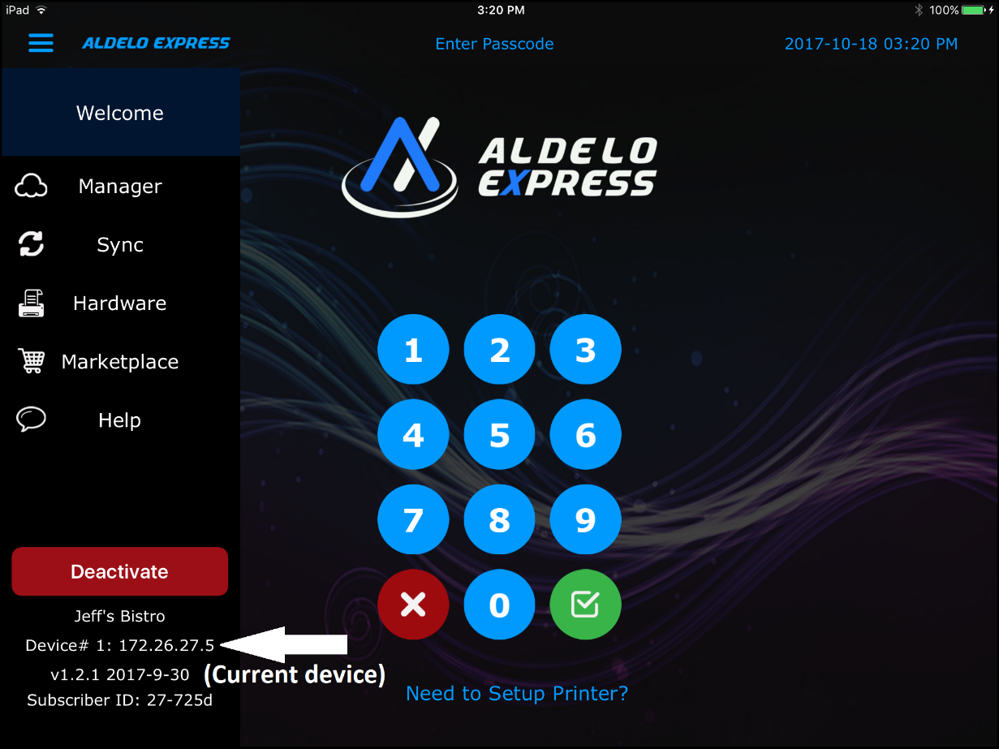 iPad 3:20 PM 100%
ALDELO EXPRESS Enter Passcode 2017-10-18 03:20 PM
Welcome
ALDELO
EXPRESS
Manager
Sync
Hardware
Marketplace
Help
1 2 3
4 5 6
7 8 9
0
Deactivate
Jeff's Bistro
Device# 1: 172.26.27.5
v1.2.1 2017-9-30 (Current device)
Subscriber ID: 27-725d
Need to Setup Printer?